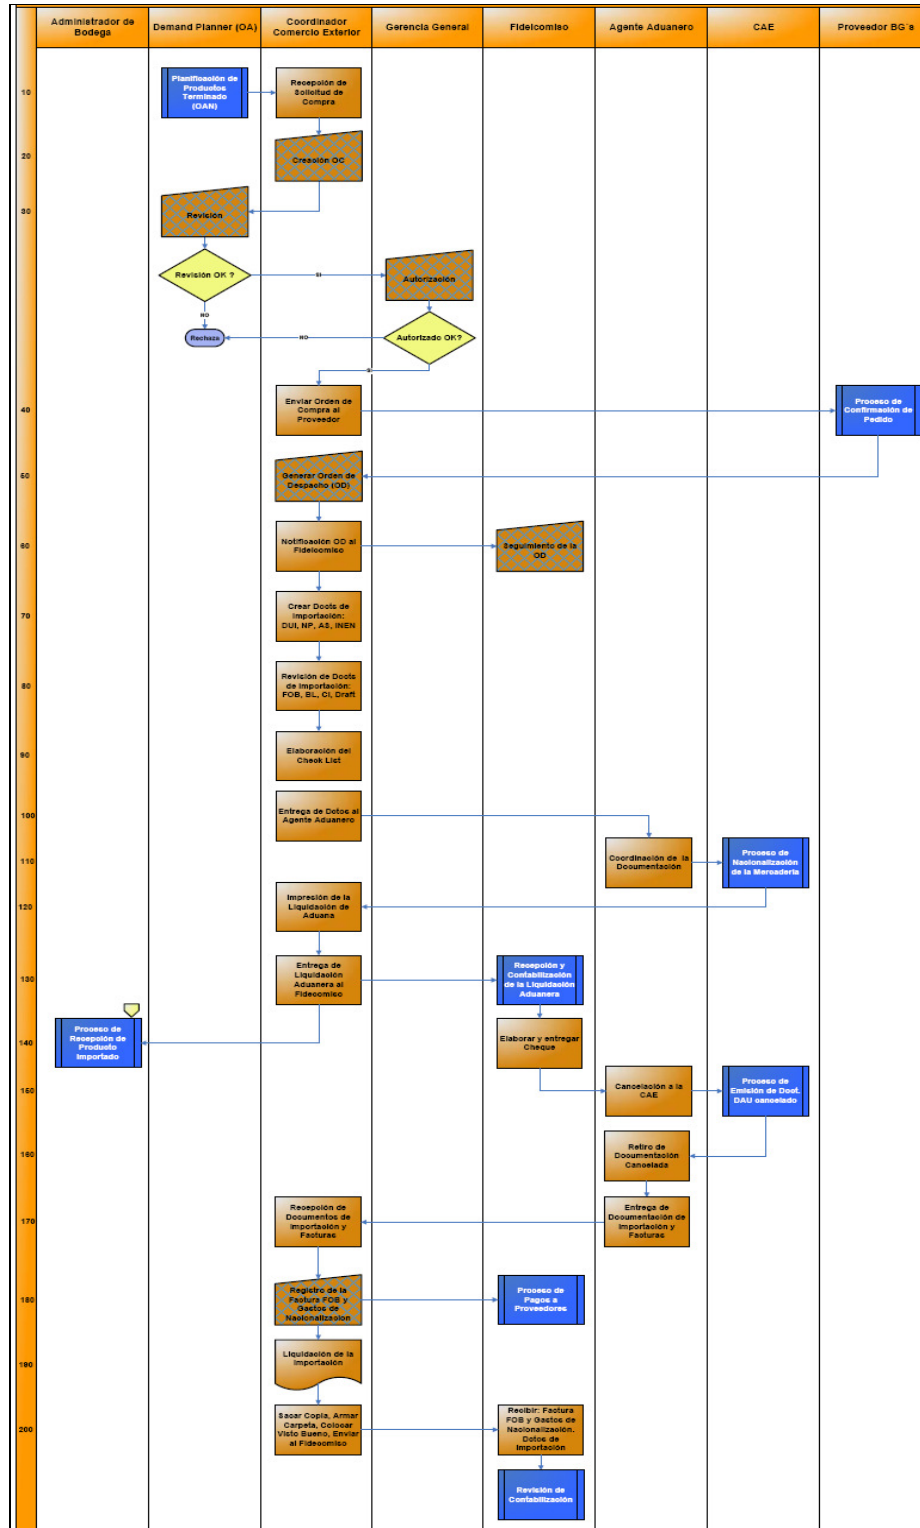 Administrador de
Bodega
Demand Planner (OA)
Coordinador
Comercio Exterior
Gerencia General
Fideicomiso
Agente Aduanero
CAE
Proveedor BG´s
10
Planificación de
Productos
Terminado
(OAN)
Recepción de
Solicitud de
Compra
20
Creación OC
30
Revisión
Revisión OK ?
SI
Autorización
NO
Rechaza
NO
Autorizado OK?
SI
40
Enviar Orden de
Compra al
Proveedor
Proceso de
Confirmación de
Pedido
50
Generar Orden de
Despacho (OD)
60
Notificación OD al
Fideicomiso
Seguimiento de la
OD
70
Crear Docts de
Importación:
DUI, NP, AS, INEN
80
Revisión de Docts
de Importación:
FOB, BL, CI, Draft
90
Elaboración del
Check List
100
Entrega de Dctos al
Agente Aduanero
110
Coordinación de la
Documentación
Proceso de
Nacionalización
de la Mercadería
120
Impresión de la
Liquidación de
Aduana
130
Entrega de
Liquidación
Aduanera al
Fideicomiso
Recepción y
Contabilización
de la Liquidación
Aduanera
140
Proceso de
Recepción de
Producto
Importado
Elaborar y entregar
Cheque
150
Cancelación a la
CAE
Proceso de
Emisión de Doct.
DAU cancelado
160
Retiro de
Documentación
Cancelada
170
Recepción de
Documentos de
Importación y
Facturas
Entrega de
Documentación de
Importación y
Facturas
180
Registro de la
Factura FOB y
Gastos de
Nacionalización
Proceso de
Pagos a
Proveedores
190
Liquidación de la
Importación
200
Sacar Copia, Armar
Carpeta, Colocar
Visto Bueno, Enviar
al Fideicomiso
Recibir: Factura
FOB y Gastos de
Nacionalización.
Dctos de
Importación
Revisión de
Contabilización